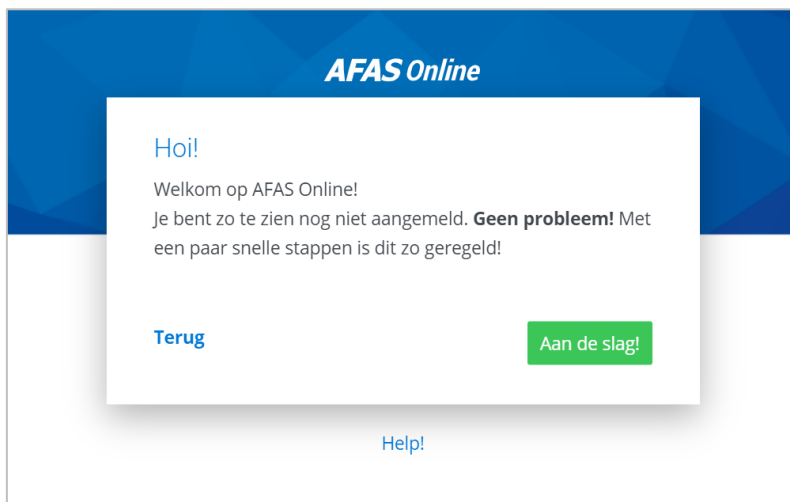 AFAS Online
Hoi!
Welkom op AFAS Online!
Je bent zo te zien nog niet aangemeld. Geen probleem! Met
een paar snelle stappen is dit zo geregeld!
Terug
Aan de slag!
Help!